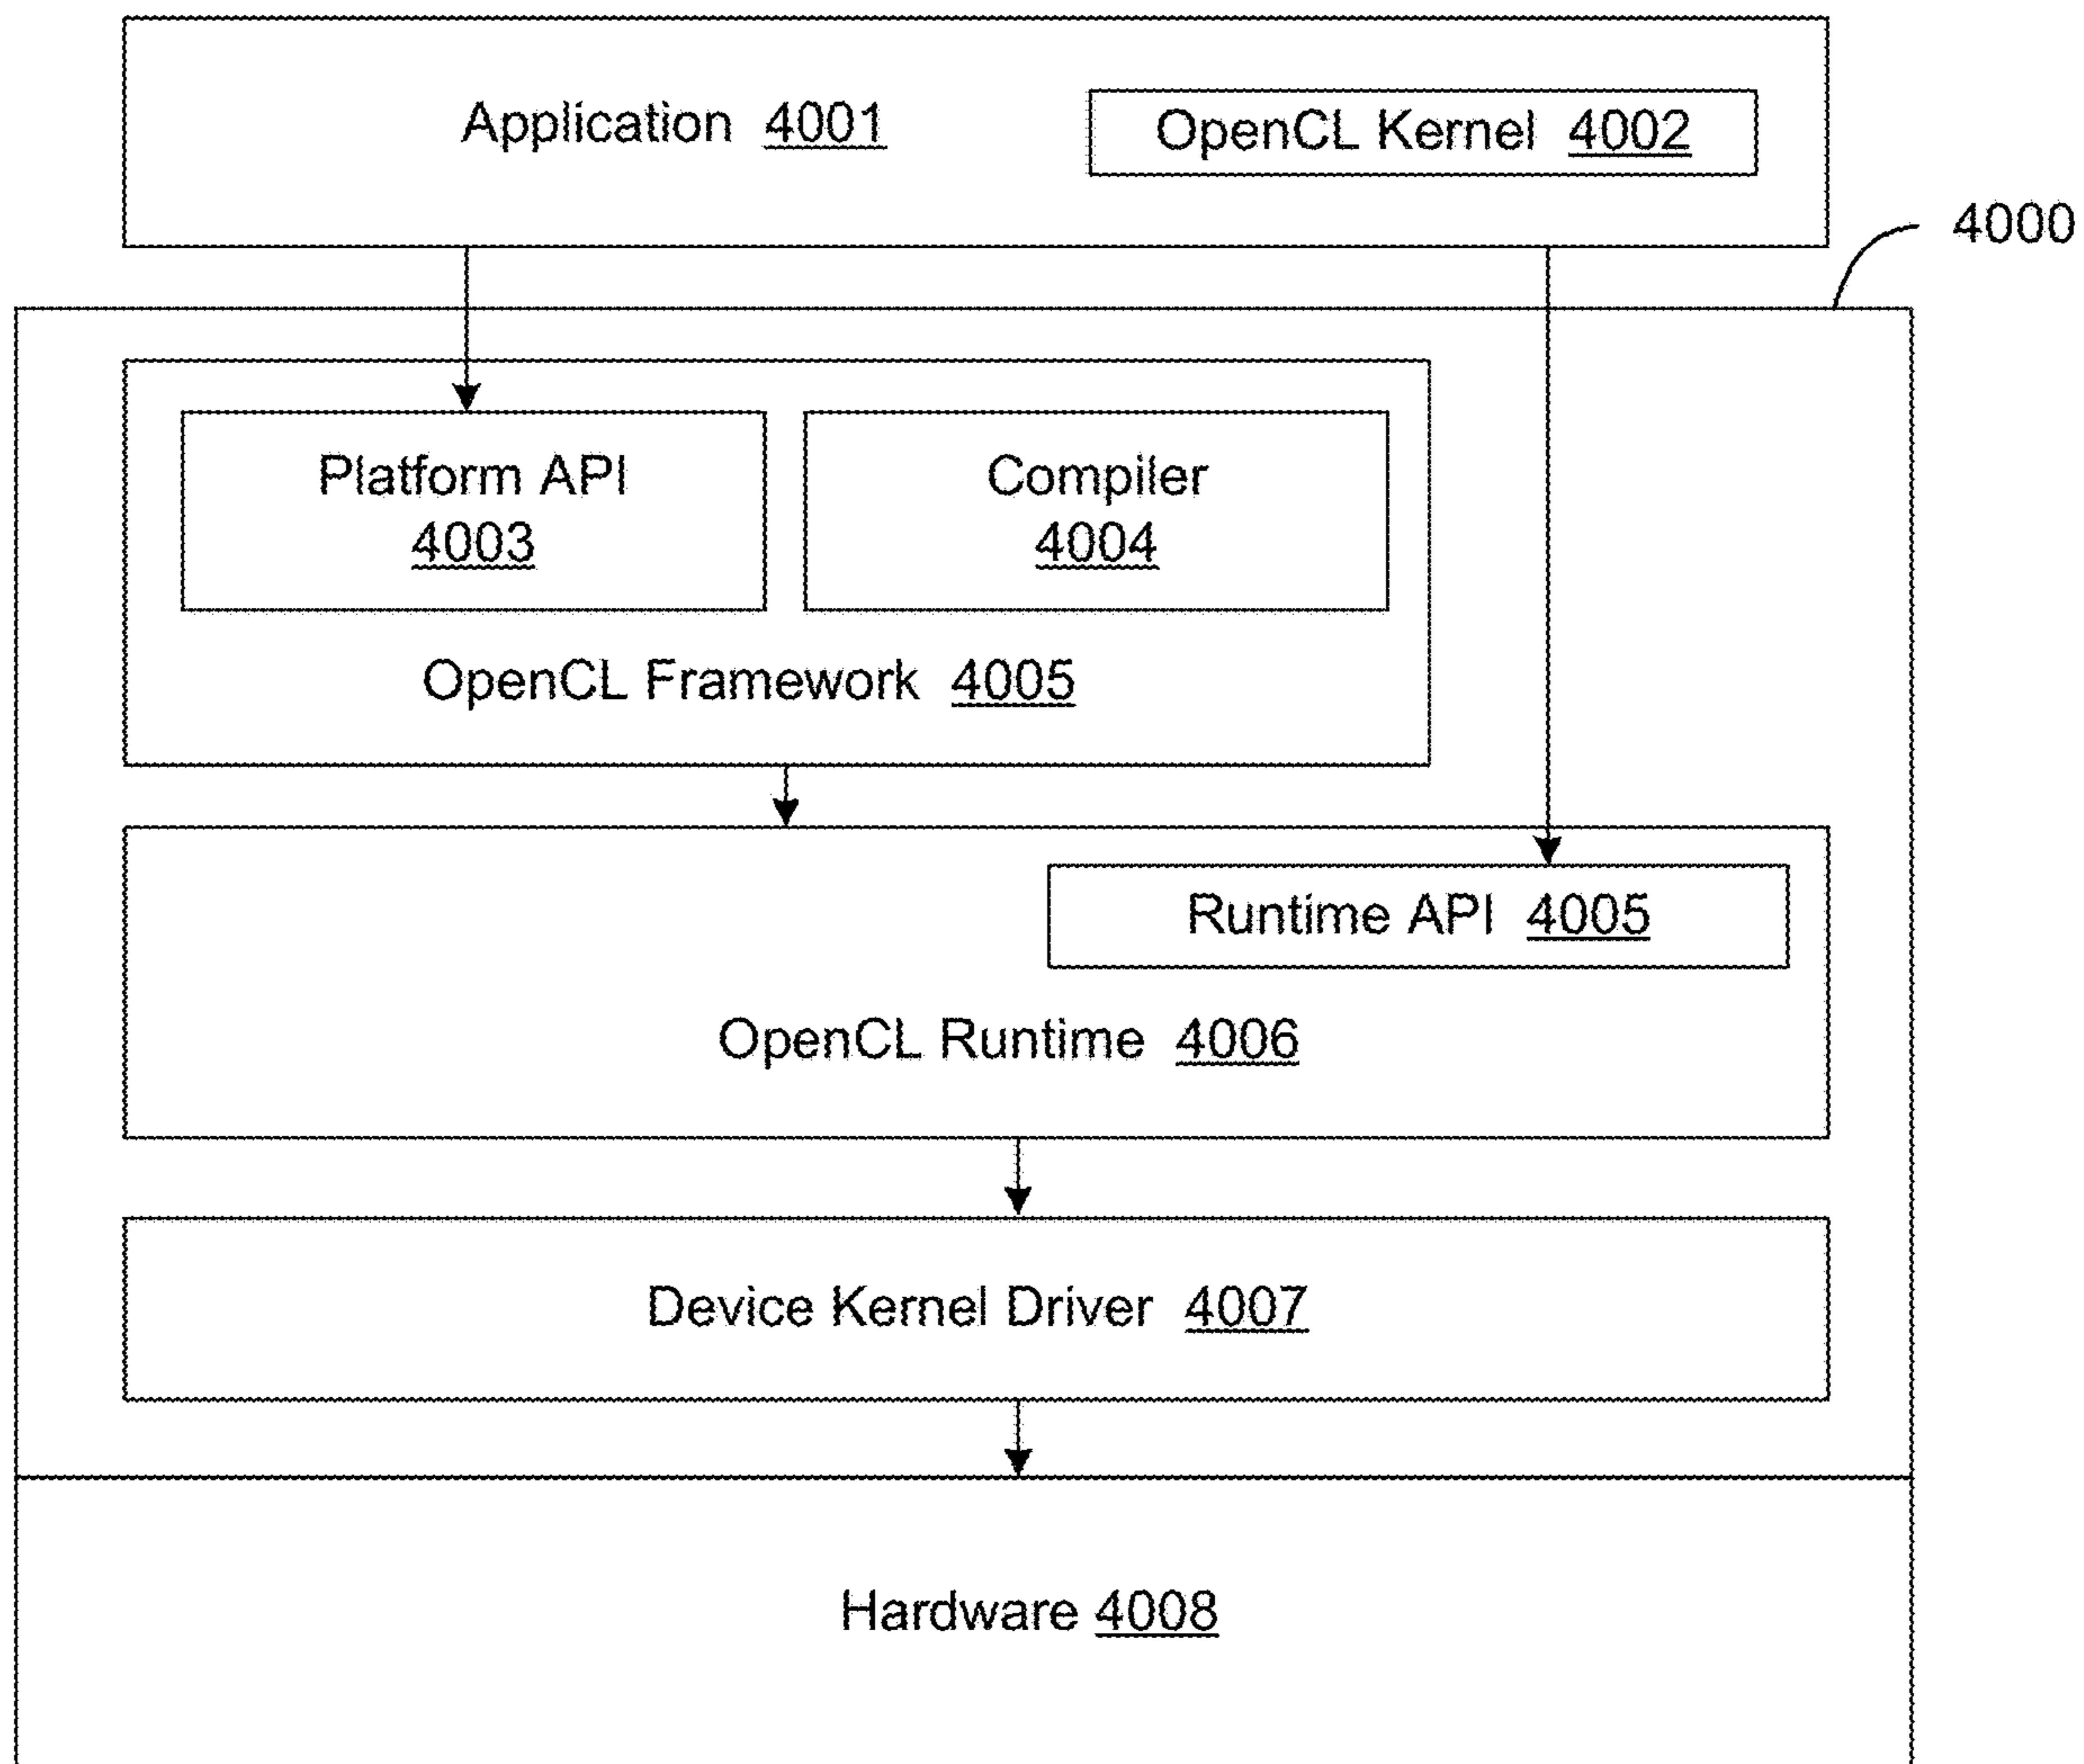 Application 4001
OpenCL Kernel 4002
4000
Platform API
4003
Compiler
4004
OpenCL Framework 4005
Runtime API 4005
OpenCL Runtime 4006
Device Kernel Driver 4007
Hardware 4008